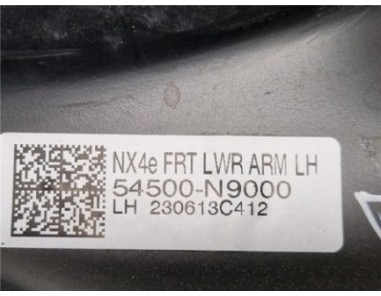 NX4e FRT LWR ARM LH
54500-N9000
LH 230613C412